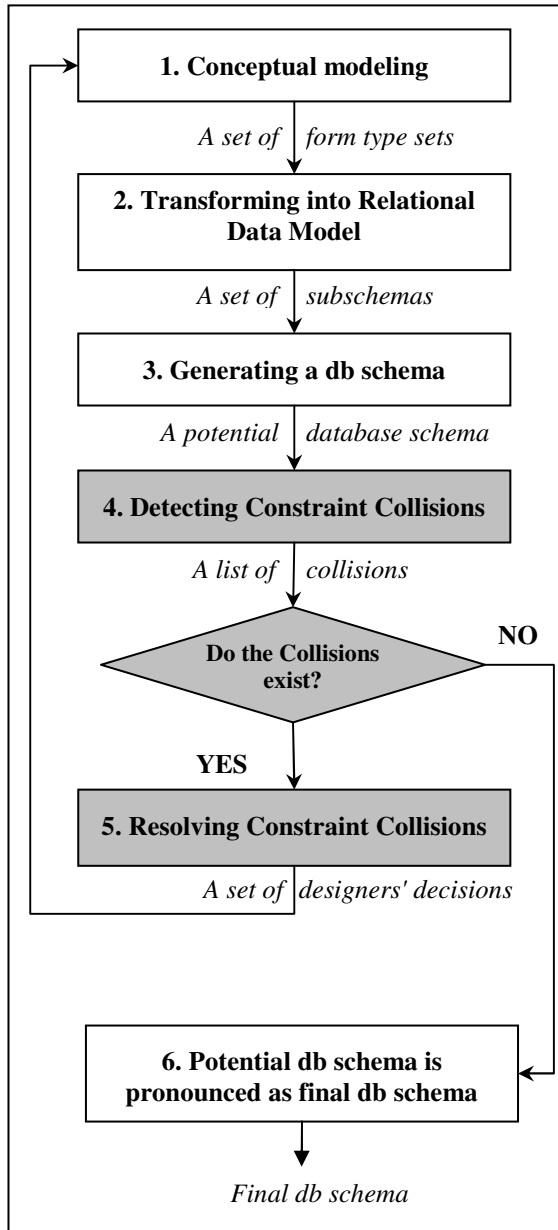 1. Conceptual modeling
A set of form type sets
2. Transforming into Relational
Data Model
A set of subschemas
3. Generating a db schema
A potential database schema
4. Detecting Constraint Collisions
A list of collisions
Do the Collisions
exist?
NO
YES
5. Resolving Constraint Collisions
A set of designers' decisions
6. Potential db schema is
pronounced as final db schema
Final db schema